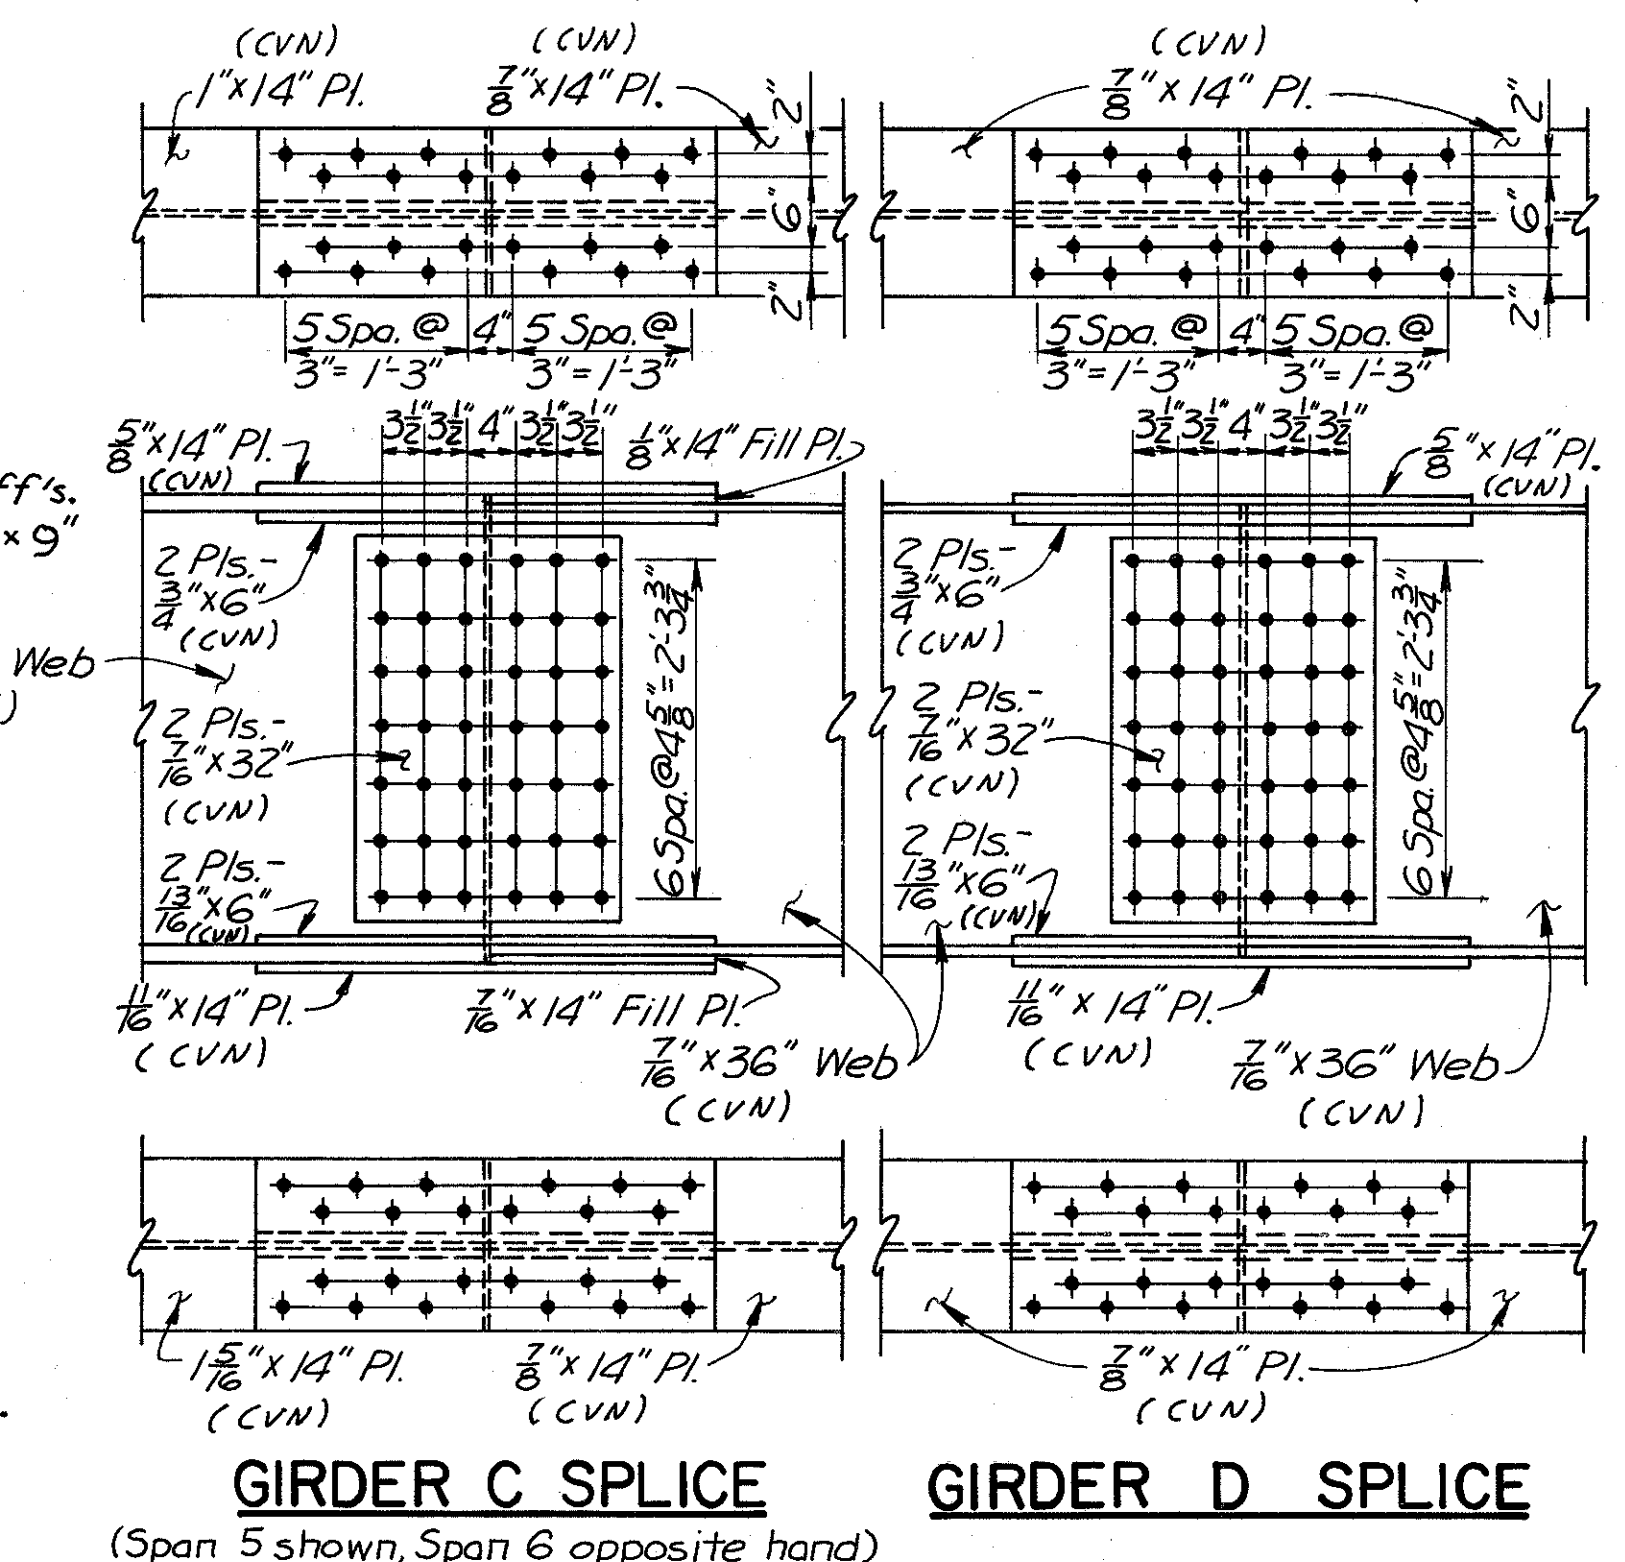 (CVN)
1"x14" Pl.
(CVN)
7/8"x14" Pl.
2"
6"
2"
5 Spa. @
3"= 1'-3"
4"
5 Spa. @
3"= 1'-3"
(CVN)
7/8" x 14" Pl.
2"
6"
2"
5 Spa. @
3"= 1'-3"
4"
5 Spa. @
3"= 1'-3"
5/8"x14" Pl.
(CVN)
3 1/2" 3 1/2" 4" 3 1/2" 3 1/2"
1/8"x14" Fill Pl.
ff's.
x 9"
2 Pls.-
3/4"x6"
(CVN)
Web
)
2 Pls.-
7/16"x32"
(CVN)
2 Pls.-
13/16"x6"
(CVN)
6 Spa.@4 5/8"=2'-3 3/4"
11/16"x14" Pl.
(CVN)
7/16"x14" Fill Pl.
7/16"x36" Web
(CVN)
3 1/2" 3 1/2" 4" 3 1/2" 3 1/2"
5/8"x14" Pl.
(CVN)
2 Pls.-
3/4"x6"
(CVN)
2 Pls.-
7/16"x32"
(CVN)
2 Pls.-
13/16"x6"
(CVN)
6 Spa.@4 5/8"=2'-3 3/4"
11/16" x 14" Pl.
(CVN)
7/16"x36" Web
(CVN)
1 5/16"x14" Pl.
(CVN)
7/8"x14" Pl.
(CVN)
7/8"x14" Pl.
(CVN)
GIRDER C SPLICE
(Span 5 shown, Span 6 opposite hand)
GIRDER D SPLICE